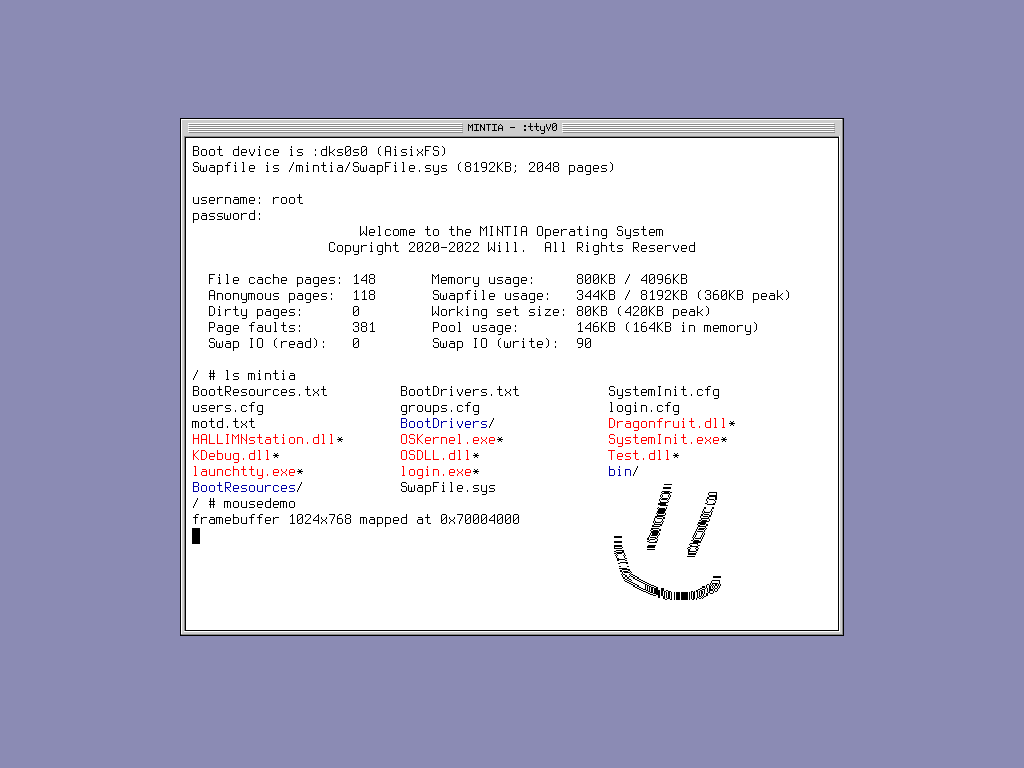 MINTIA - :ttyV0
Boot device is :dks0s0 (AisixFS)
Swapfile is /mintia/SwapFile.sys (8192KB; 2048 pages)
username: root
password:
Welcome to the MINTIA Operating System
Copyright 2020-2022 Will.  All Rights Reserved
File cache pages: 148       Memory usage:     800KB / 4096KB
Anonymous pages:  118       Swapfile usage:   344KB / 8192KB (360KB peak)
Dirty pages:      0         Working set size: 80KB (420KB peak)
Page faults:      381       Pool usage:       146KB (164KB in memory)
Swap IO (read):   0         Swap IO (write):  90
/ # ls mintia
BootResources.txt         BootDrivers.txt           SystemInit.cfg
users.cfg                 groups.cfg                login.cfg
motd.txt                  BootDrivers/              Dragonfruit.dll*
HALLIMNstation.dll*       OSKernel.exe*             SystemInit.exe*
KDebug.dll*               OSDLL.dll*                Test.dll*
launchtty.exe*            login.exe*                bin/
BootResources/            SwapFile.sys
/ # mousedemo
framebuffer 1024x768 mapped at 0x70004000